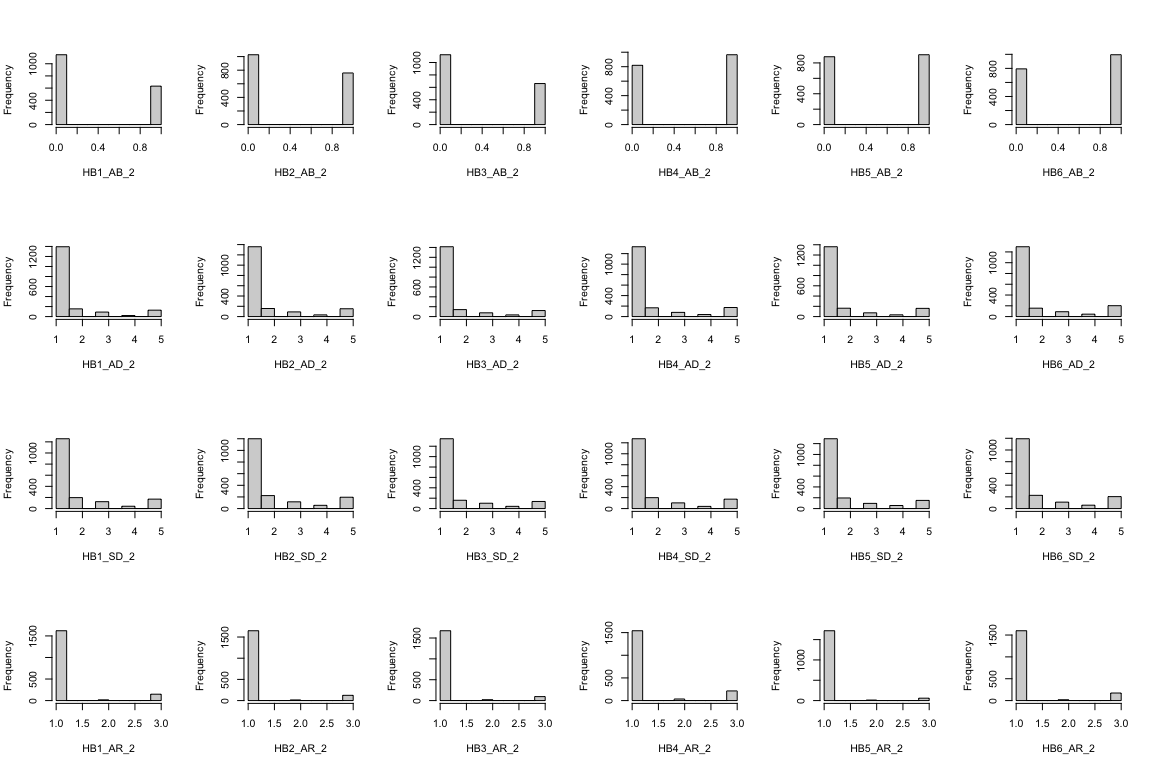 Frequency
0 400 1000
0.0 0.4 0.8
HB1_AB_2
Frequency
0 400 800
0.0 0.4 0.8
HB2_AB_2
Frequency
0 400 1000
0.0 0.4 0.8
HB3_AB_2
Frequency
0 400 800
0.0 0.4 0.8
HB4_AB_2
Frequency
0 400 800
0.0 0.4 0.8
HB5_AB_2
Frequency
0 400 800
0.0 0.4 0.8
HB6_AB_2
Frequency
0 600 1200
1 2 3 4 5
HB1_AD_2
Frequency
0 600 1200
1 2 3 4 5
HB2_AD_2
Frequency
0 600 1200
1 2 3 4 5
HB3_AD_2
Frequency
0 400 1000
1 2 3 4 5
HB4_AD_2
Frequency
0 600 1200
1 2 3 4 5
HB5_AD_2
Frequency
0 400 1000
1 2 3 4 5
HB6_AD_2
Frequency
0 400 1000
1 2 3 4 5
HB1_SD_2
Frequency
0 400 1000
1 2 3 4 5
HB2_SD_2
Frequency
0 400 1000
1 2 3 4 5
HB3_SD_2
Frequency
0 400 1000
1 2 3 4 5
HB4_SD_2
Frequency
0 400 1000
1 2 3 4 5
HB5_SD_2
Frequency
0 400 1000
1 2 3 4 5
HB6_SD_2
Frequency
0 500 1500
1.0 1.5 2.0 2.5 3.0
HB1_AR_2
Frequency
0 500 1500
1.0 1.5 2.0 2.5 3.0
HB2_AR_2
Frequency
0 500 1500
1.0 1.5 2.0 2.5 3.0
HB3_AR_2
Frequency
0 500 1500
1.0 1.5 2.0 2.5 3.0
HB4_AR_2
Frequency
0 1000
1.0 1.5 2.0 2.5 3.0
HB5_AR_2
Frequency
0 500 1500
1.0 1.5 2.0 2.5 3.0
HB6_AR_2